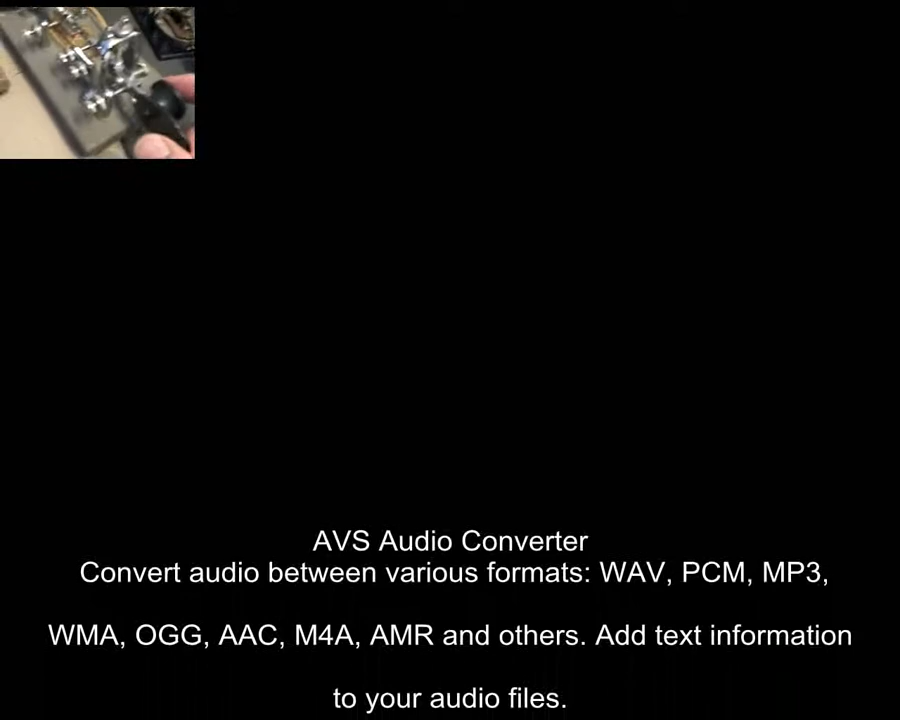 AVS Audio Converter
Convert audio between various formats: WAV, PCM, MP3,
WMA, OGG, AAC, M4A, AMR and others. Add text information
to your audio files.